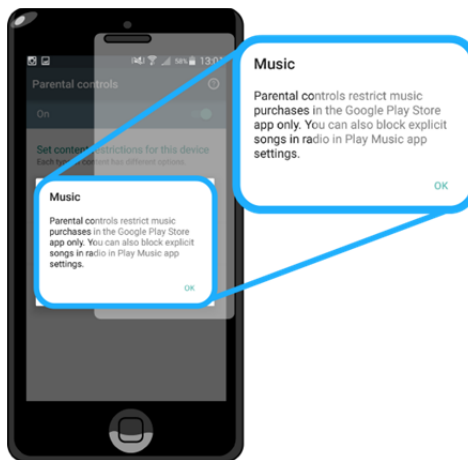 58% 13:01
Parental controls
On
Set content restrictions for this device
Each type of content has different options.
Music
Parental controls restrict music
purchases in the Google Play Store
app only. You can also block explicit
songs in radio in Play Music app
settings.
OK
Music
Parental controls restrict music
purchases in the Google Play Store
app only. You can also block explicit
songs in radio in Play Music app
settings.
OK